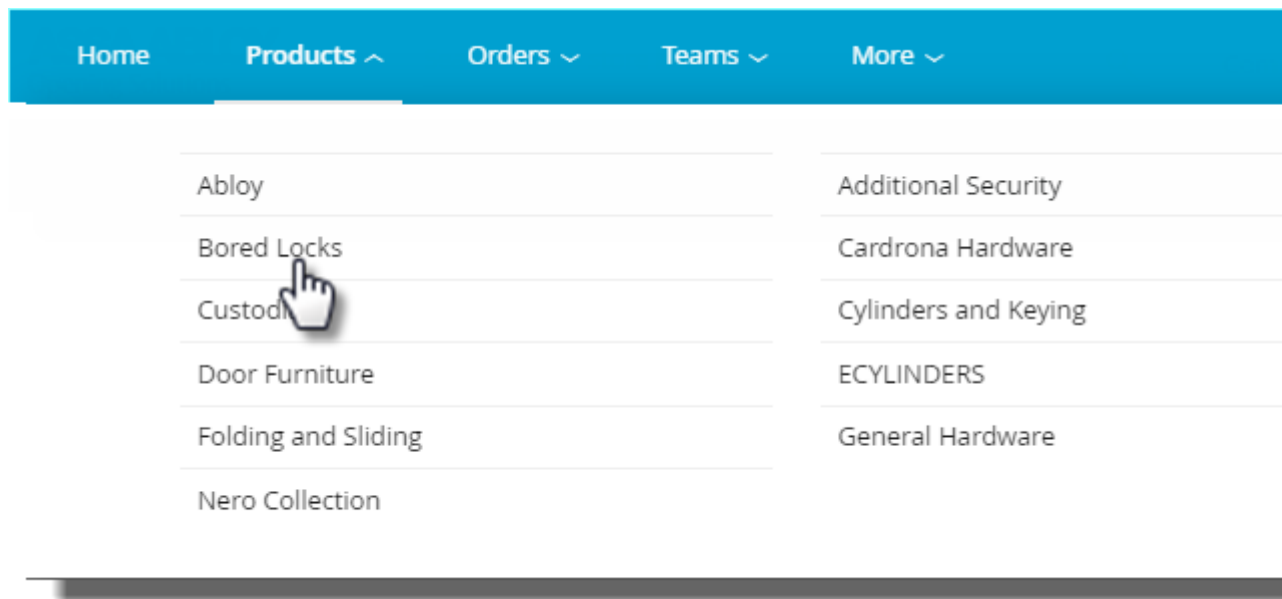 Home Products Orders Teams More
Abloy
Bored Locks
Door Furniture
Folding and Sliding
Nero Collection
Additional Security
Cardrona Hardware
Cylinders and Keying
ECYLINDERS
General Hardware